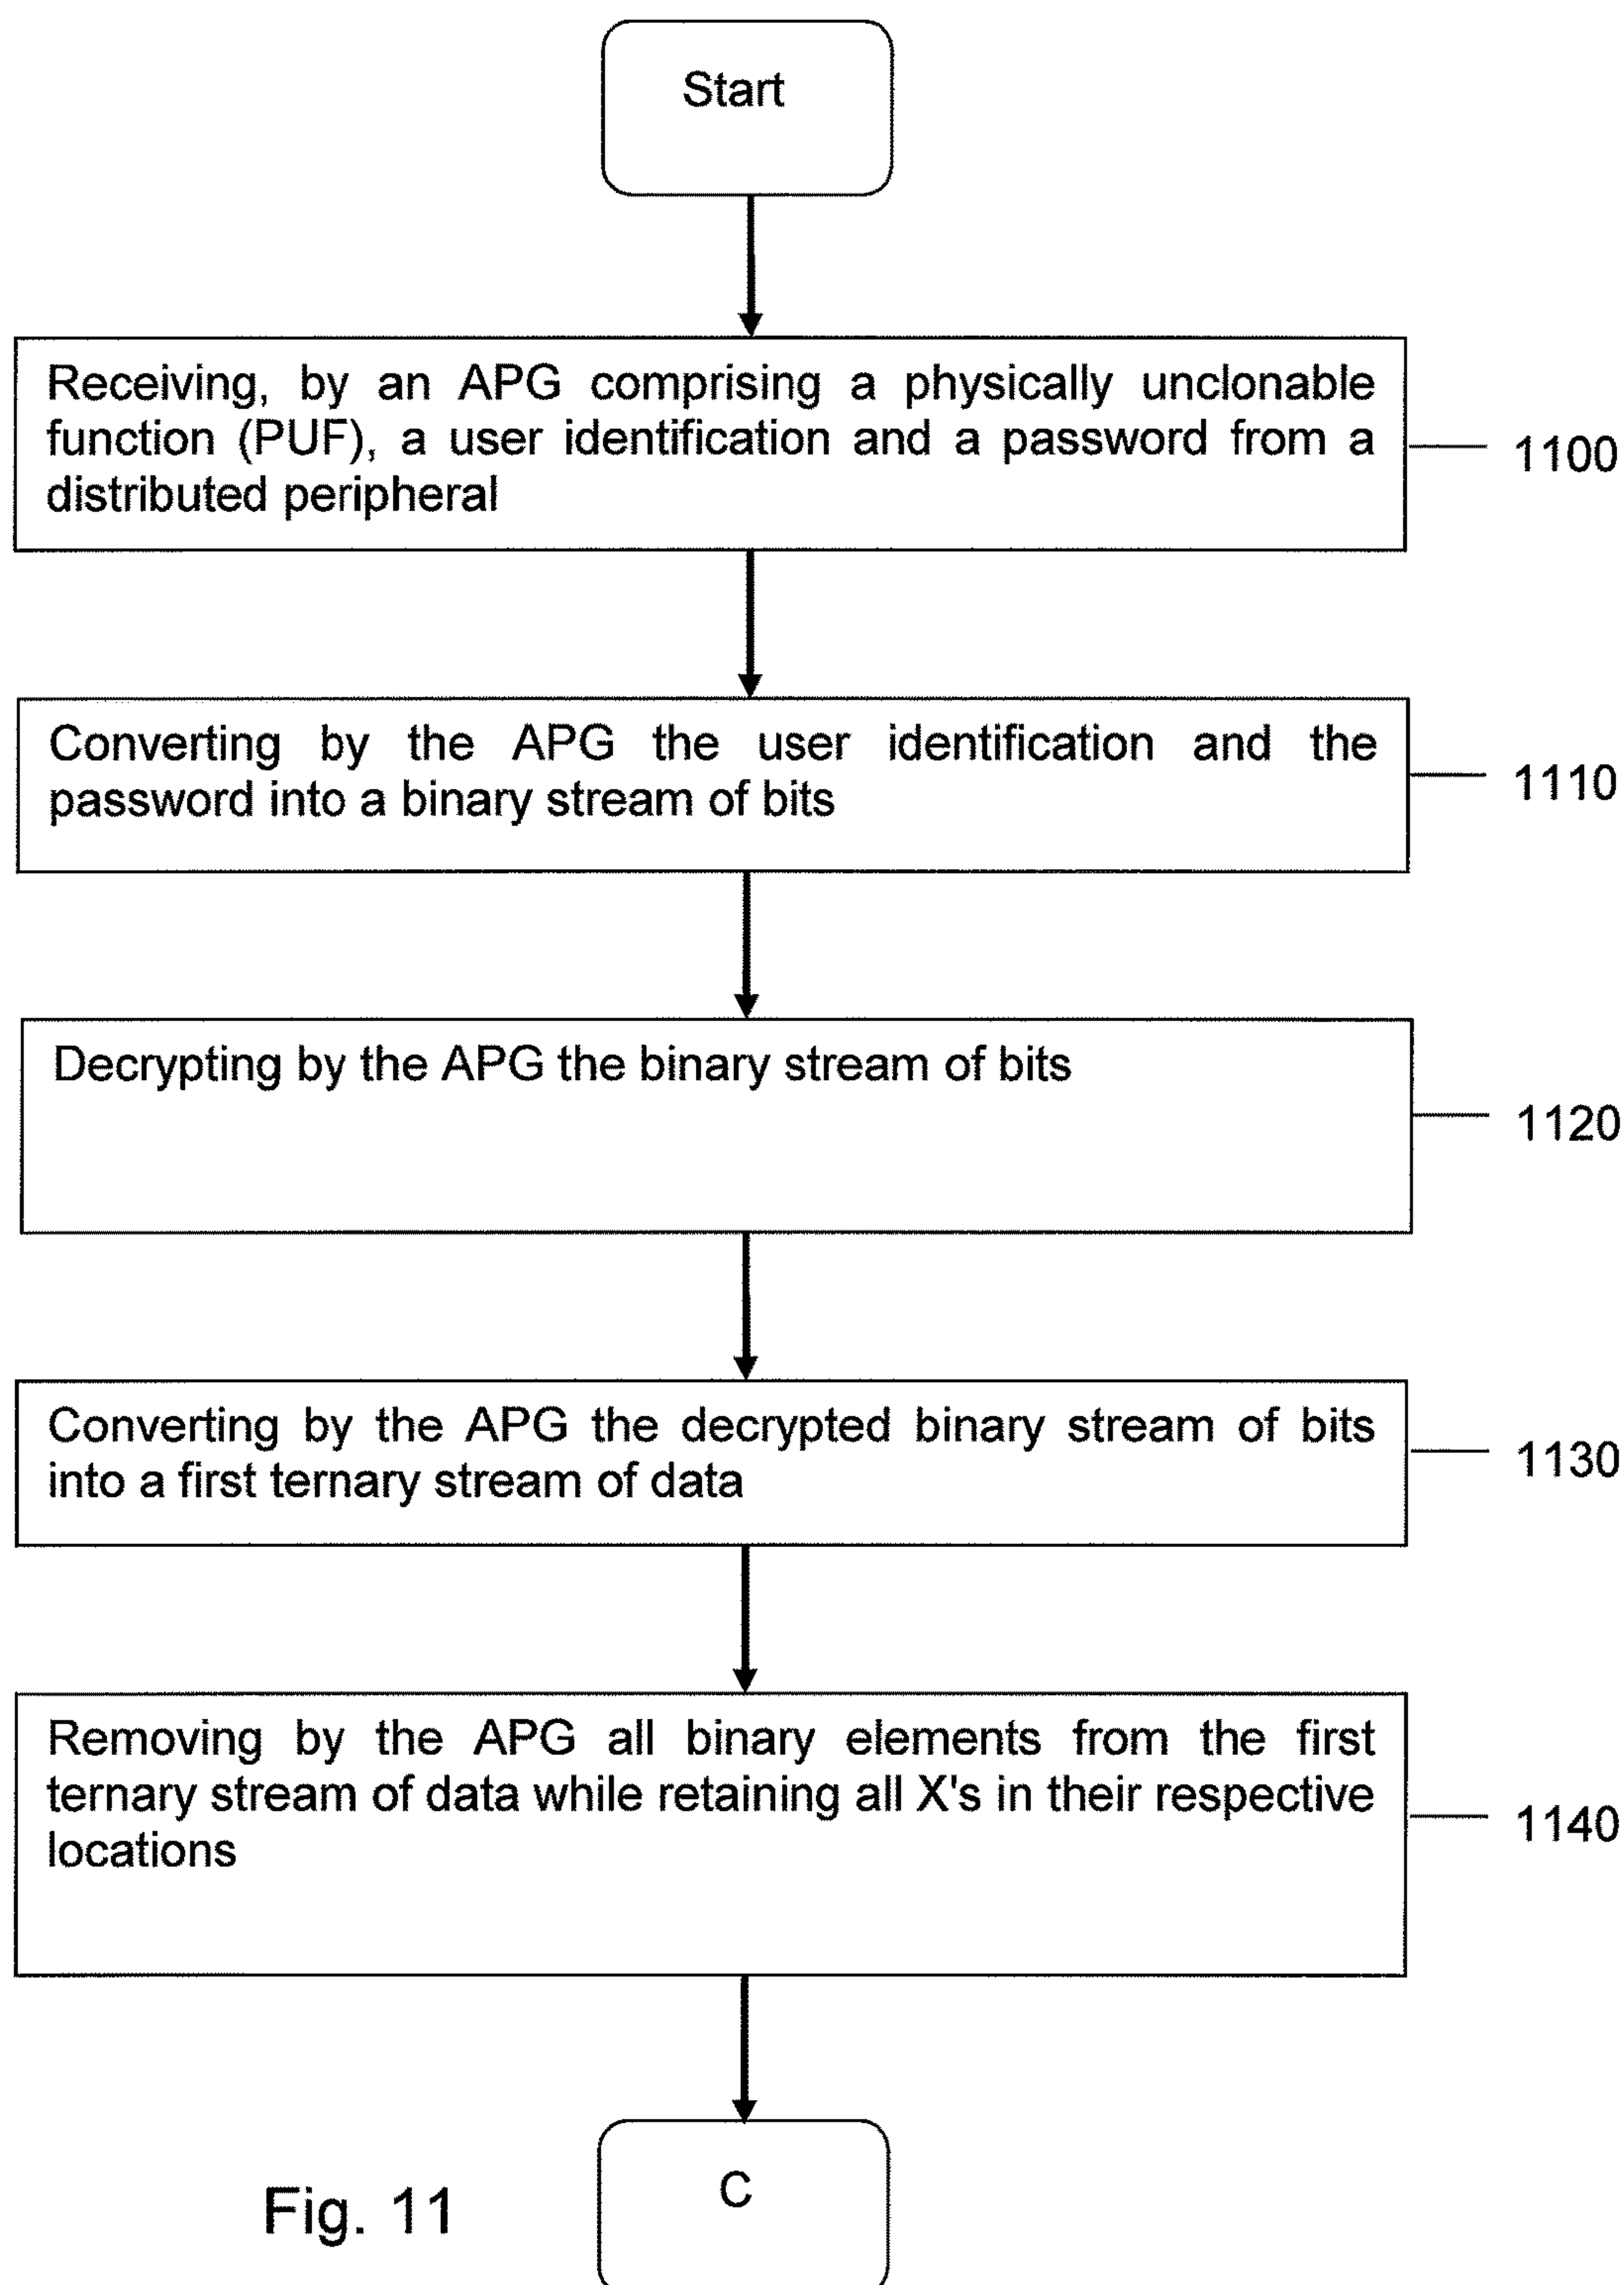 Start
Receiving, by an APG comprising a physically unclonable
function (PUF), a user identification and a password from a
distributed peripheral
1100
Converting by the APG the user identification and the
password into a binary stream of bits
1110
Decrypting by the APG the binary stream of bits
1120
Converting by the APG the decrypted binary stream of bits
into a first ternary stream of data
1130
Removing by the APG all binary elements from the first
ternary stream of data while retaining all X's in their respective
locations
1140
C
Fig. 11